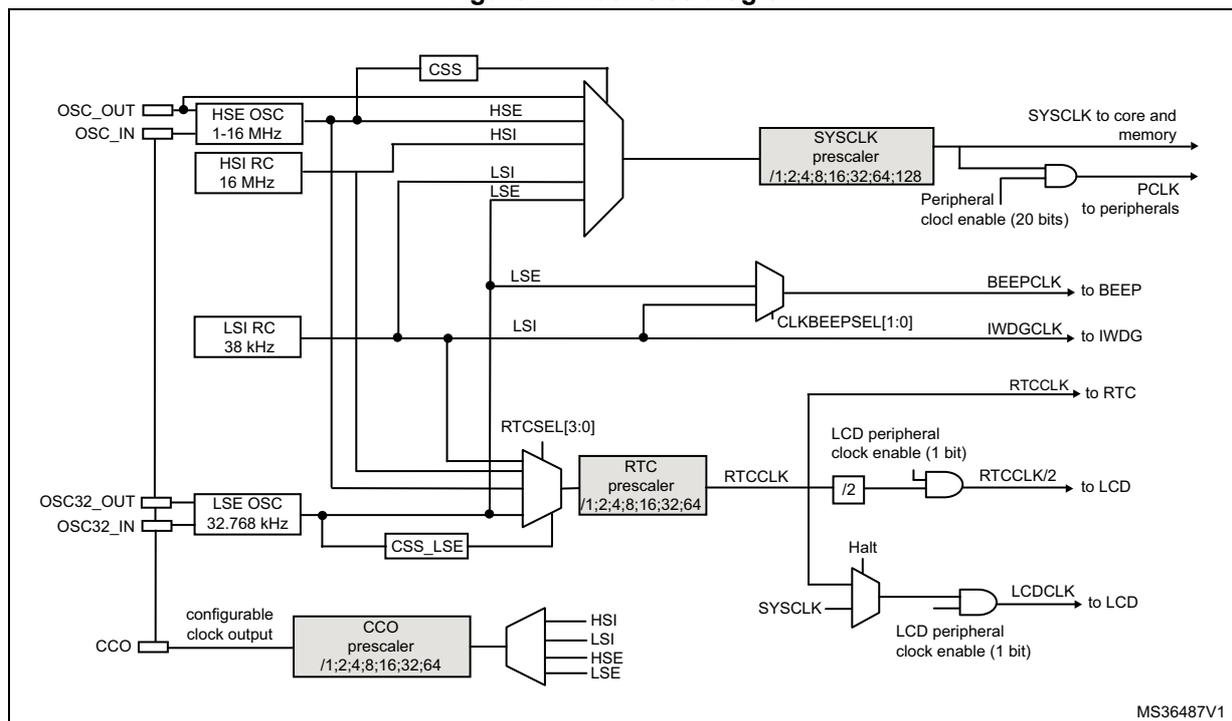 OSC_OUT
OSC_IN
HSE OSC
1-16 MHz
HSI RC
16 MHz
CSS
HSE
HSI
LSI
LSE
SYSCLK
prescaler
/1;2;4;8;16;32;64;128
SYSCLK to core and
memory
Peripheral
clocl enable (20 bits)
PCLK
to peripherals
LSE
BEEPCLK
to BEEP
CLKBEEPSEL[1:0]
LSI RC
38 kHz
LSI
IWDGCLK
to IWDG
RTCCLK
to RTC
RTCSEL[3:0]
RTC
prescaler
/1;2;4;8;16;32;64
RTCCLK
LCD peripheral
clock enable (1 bit)
/2
RTCCLK/2
to LCD
OSC32_OUT
OSC32_IN
LSE OSC
32.768 kHz
CSS_LSE
Halt
SYSCLK
LCDCLK
to LCD
LCD peripheral
clock enable (1 bit)
CCO
configurable
clock output
CCO
prescaler
/1;2;4;8;16;32;64
HSI
LSI
HSE
LSE
MS36487V1